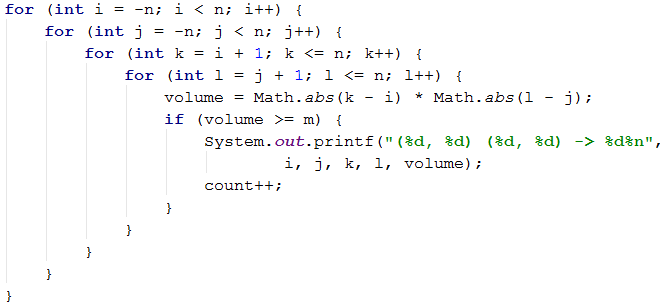 for (int i = -n; i < n; i++) {
    for (int j = -n; j < n; j++) {
        for (int k = i + 1; k <= n; k++) {
            for (int l = j + 1; l <= n; l++) {
                volume = Math.abs(k - i) * Math.abs(l - j);
                if (volume >= m) {
                    System.out.printf("(%d, %d) (%d, %d) -> %d%n",
                            i, j, k, l, volume);
                    count++;
                }
            }
        }
    }
}